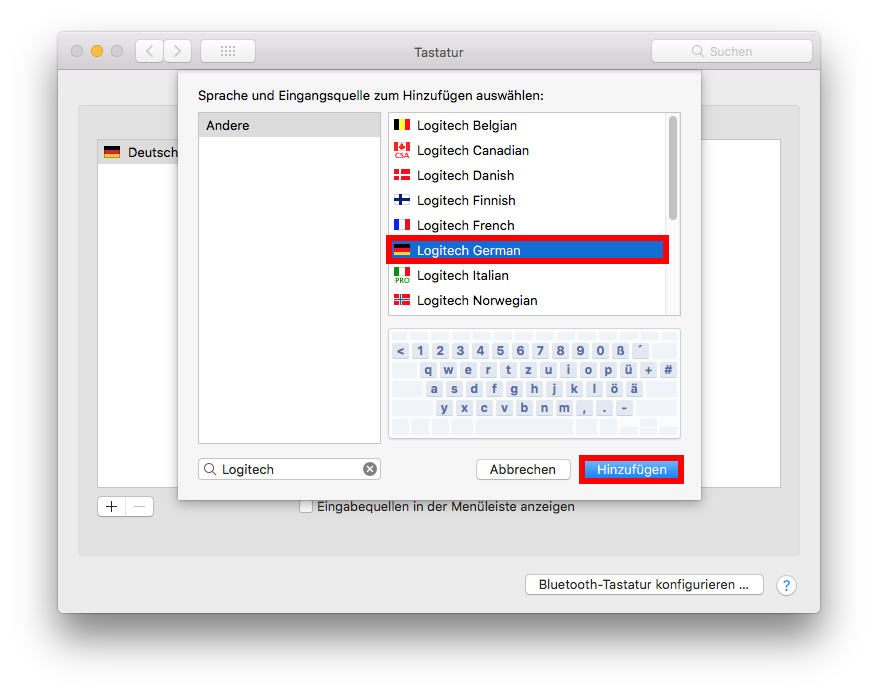 Tastatur
Suchen
Sprache und Eingangsquelle zum Hinzufügen auswählen:
Deutsch
Andere
Logitech Belgian
CSA
Logitech Canadian
Logitech Danish
Logitech Finnish
Logitech French
Logitech German
PRO
Logitech Italian
Logitech Norwegian
< 1 2 3 4 5 6 7 8 9 0 ß ´
q w e r t z u i o p ü + #
a s d f g h j k l ö ä
y x c v b n m , . -
Logitech
Abbrechen
Hinzufügen
+ −
Eingabequellen in der Menüleiste anzeigen
Bluetooth-Tastatur konfigurieren ...
?